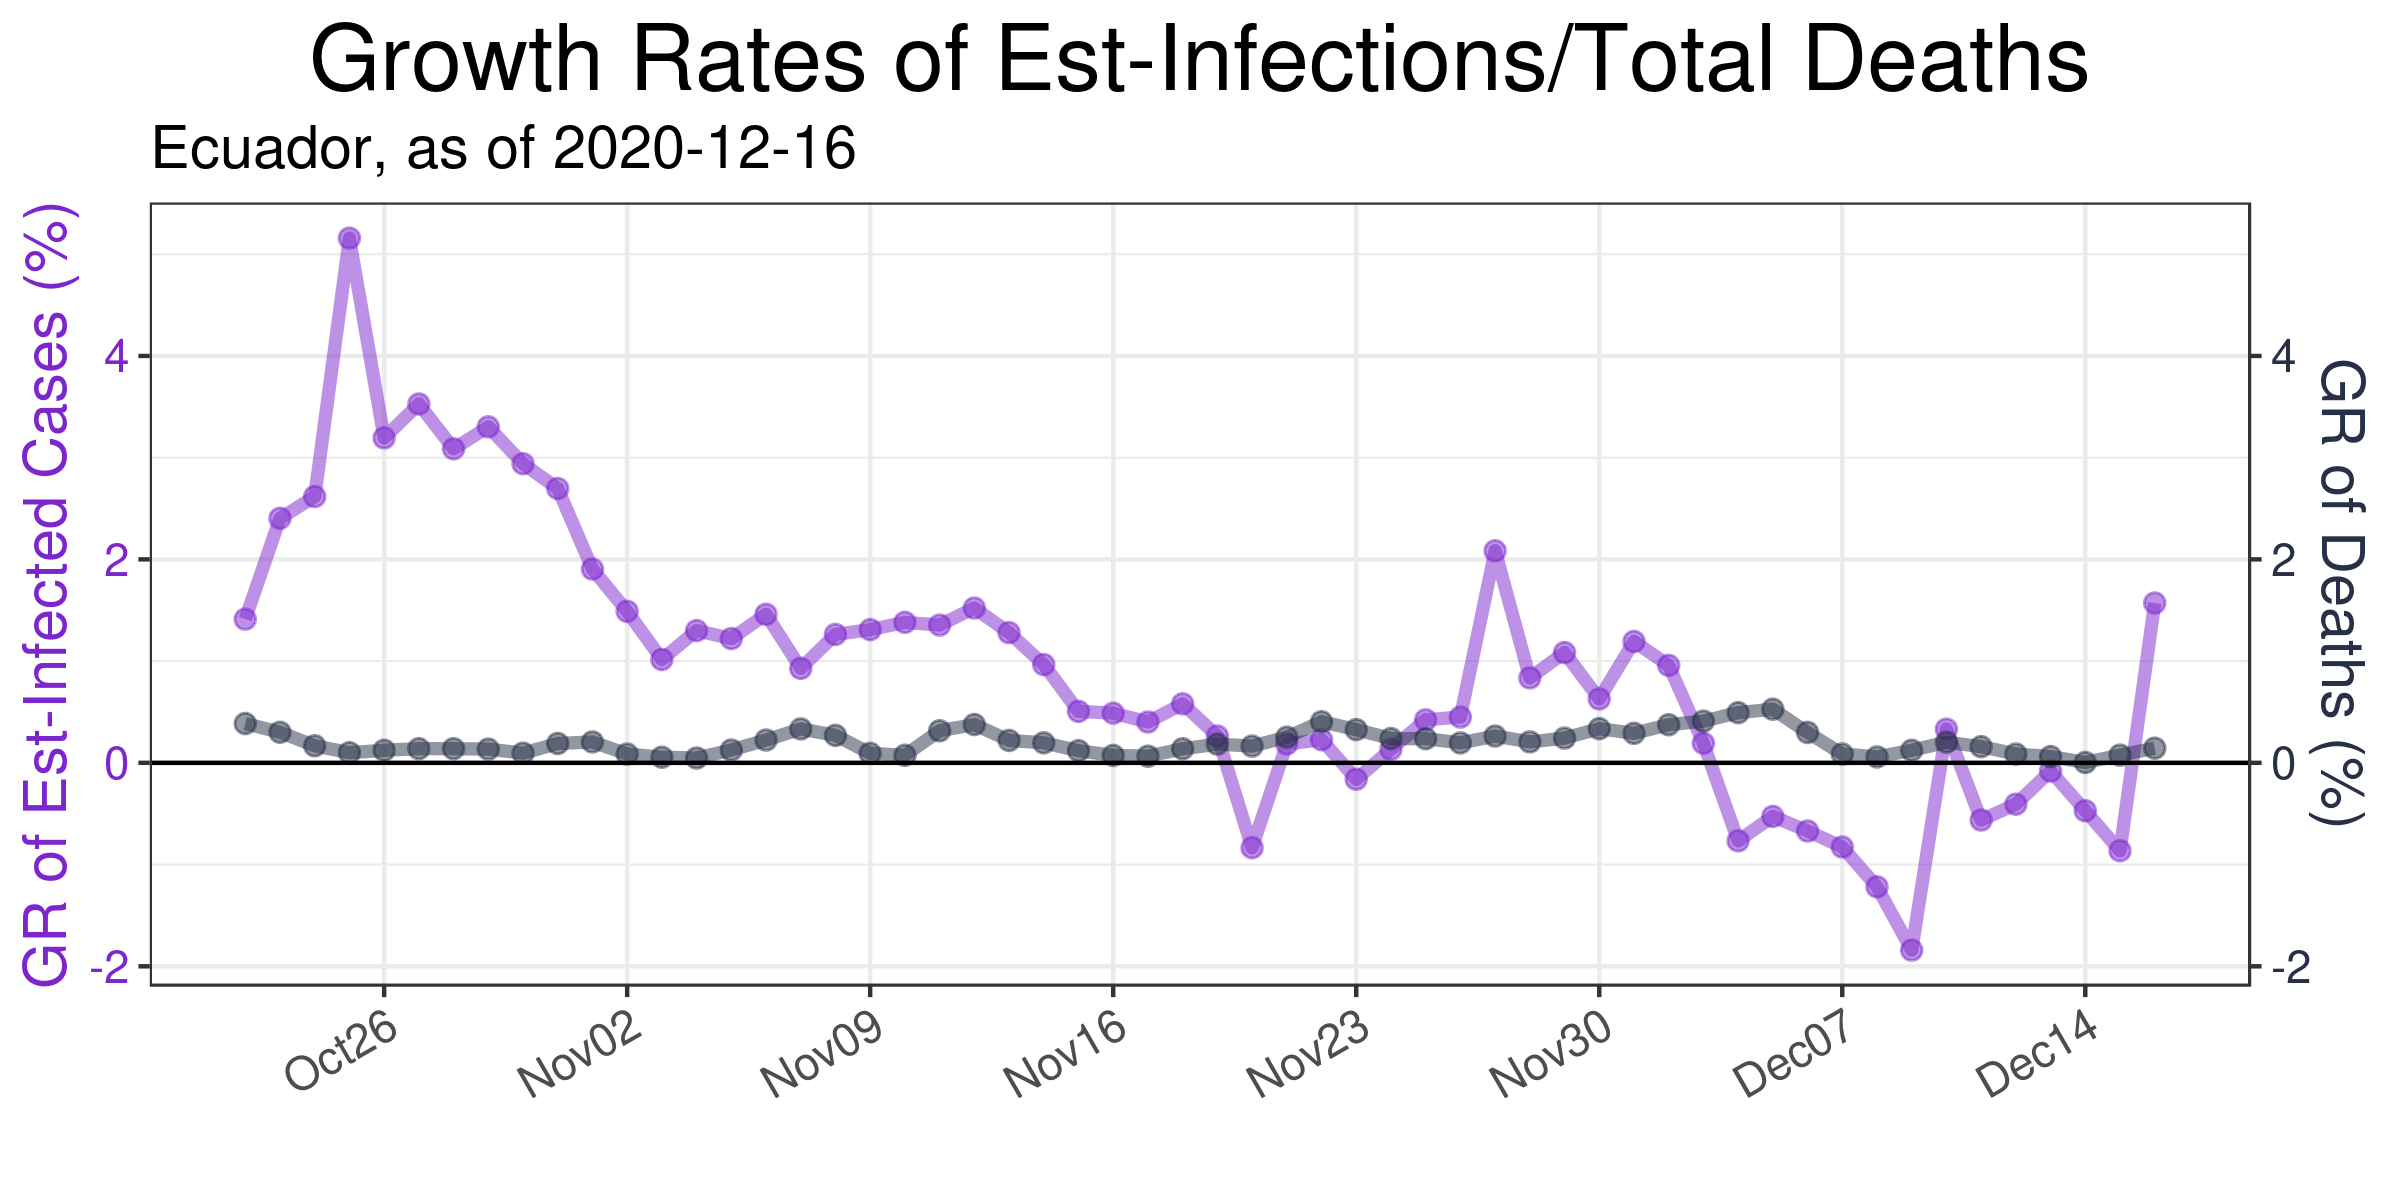 Growth Rates of Est-Infections/Total Deaths
Ecuador, as of 2020-12-16
GR of Est-Infected Cases (%)
4
2
0
-2
4
2
0
-2
GR of Deaths (%)
Oct26
Nov02
Nov09
Nov16
Nov23
Nov30
Dec07
Dec14